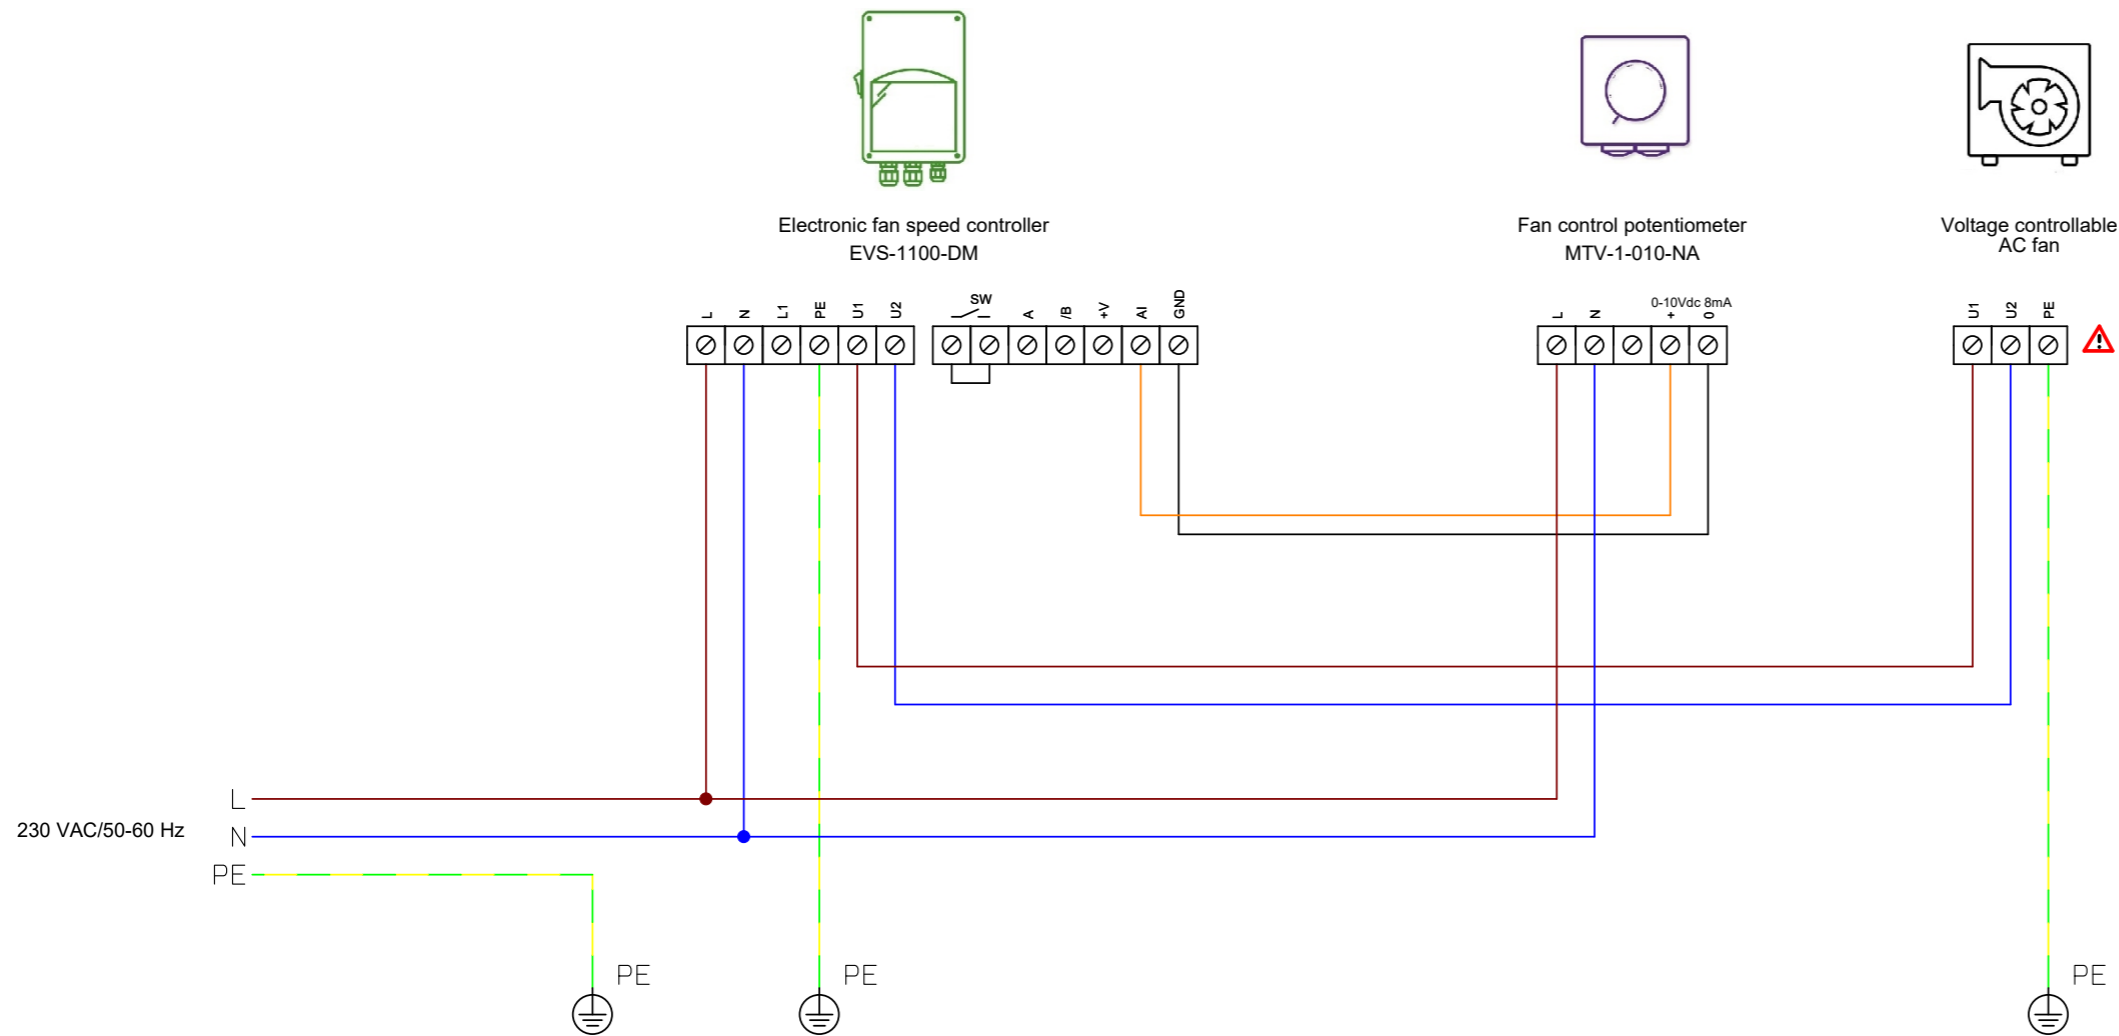 Electronic fan speed controller
EVS-1100-DM
Fan control potentiometer
MTV-1-010-NA
Voltage controllable
AC fan
L N L1 PE U1 U2
SW A /B +V AI GND
0-10Vdc 8mA
L N + 0
U1 U2 PE
L
230 VAC/50-60 Hz
N
PE
PE
PE
PE